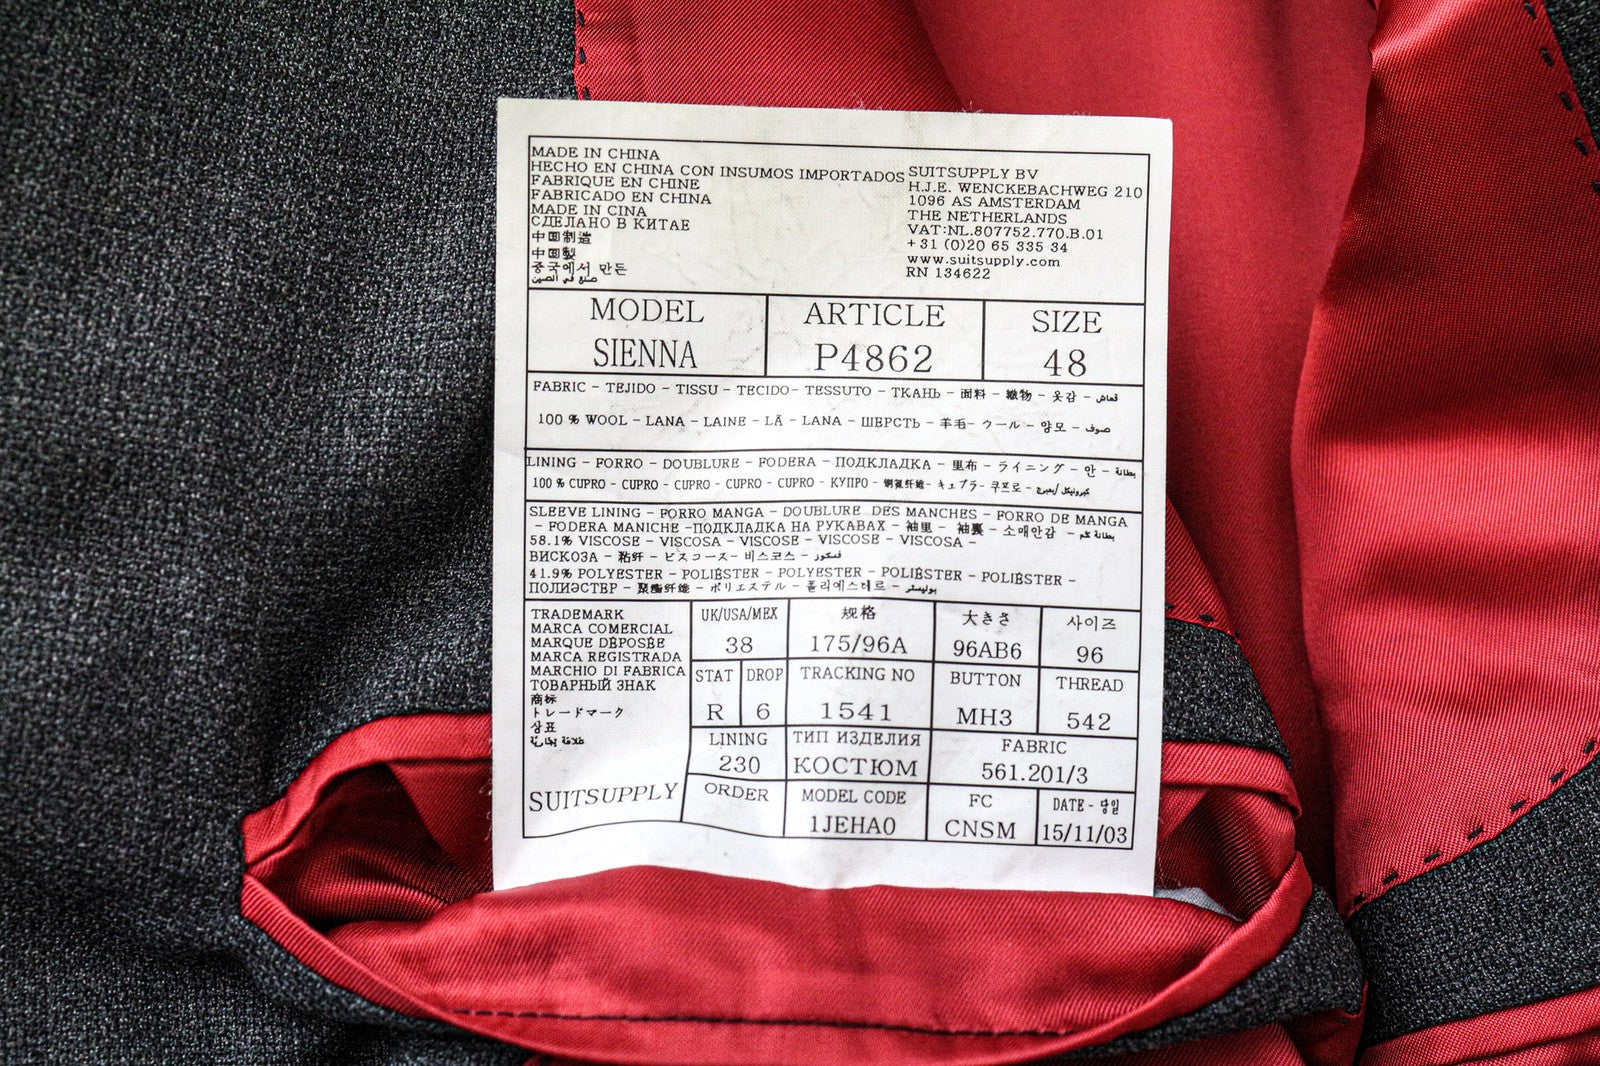 MADE IN CHINA
HECHO EN CHINA CON INSUMOS IMPORTADOS
FABRIQUE EN CHINE
FABRICADO EN CHINA
MADE IN CINA
СДЕЛАНО В КИТАЕ
中国制造
中国製
중국에서 만든
صنع في الصين
SUITSUPPLY BV
H.J.E. WENCKEBACHWEG 210
1096 AS AMSTERDAM
THE NETHERLANDS
VAT:NL.807752.770.B.01
+31 (0)20 65 335 34
www.suitsupply.com
RN 134622
MODEL
SIENNA
ARTICLE
P4862
SIZE
48
FABRIC - TEJIDO - TISSU - TECIDO- TESSUTO - ТКАНЬ - 面料 - 織物 - 옷감 - قماش
100 % WOOL - LANA - LAINE - LÃ - LANA - ШЕРСТЬ - 羊毛- ウール - 양모 - صوف
LINING - FORRO - DOUBLURE - FODERA - ПОДКЛАДКА - 里布 - ライニング - 안 - بطانة
100 % CUPRO - CUPRO - CUPRO - CUPRO - CUPRO - КУПРО - 铜氨纤维- キュプラ- 쿠프로 -
SLEEVE LINING - FORRO MANGA - DOUBLURE DES MANCHES - FORRO DE MANGA
- FODERA MANICHE -ПОДКЛАДКА НА РУКАВАХ - 袖里 - 袖裏 - 소매안감 - بطانة كم
58.1% VISCOSE - VISCOSA - VISCOSE - VISCOSE - VISCOSA -
ВИСКОЗА - 粘纤 - ビスコース- 비스코스 - فسكوز
41.9% POLYESTER - POLIÉSTER - POLYESTER - POLIÉSTER - POLIÉSTER -
ПОЛИЭСТЕР - 聚酯纤维 - ポリエステル - 폴리에스테르 - بوليستر
TRADEMARK
MARCA COMERCIAL
MARQUE DÉPOSÉE
MARCA REGISTRADA
MARCHIO DI FABRICA
ТОВАРНЫЙ ЗНАК
商标
トレードマーク
상표
علامة تجارية
SUITSUPPLY
UK/USA/MEX
38
规格
175/96A
大きさ
96AB6
사이즈
96
STAT
R
DROP
6
TRACKING NO
1541
BUTTON
MH3
THREAD
542
LINING
230
ТИП ИЗДЕЛИЯ
КОСТЮМ
FABRIC
561.201/3
ORDER
MODEL CODE
1JEHA0
FC
CNSM
DATE -
15/11/03